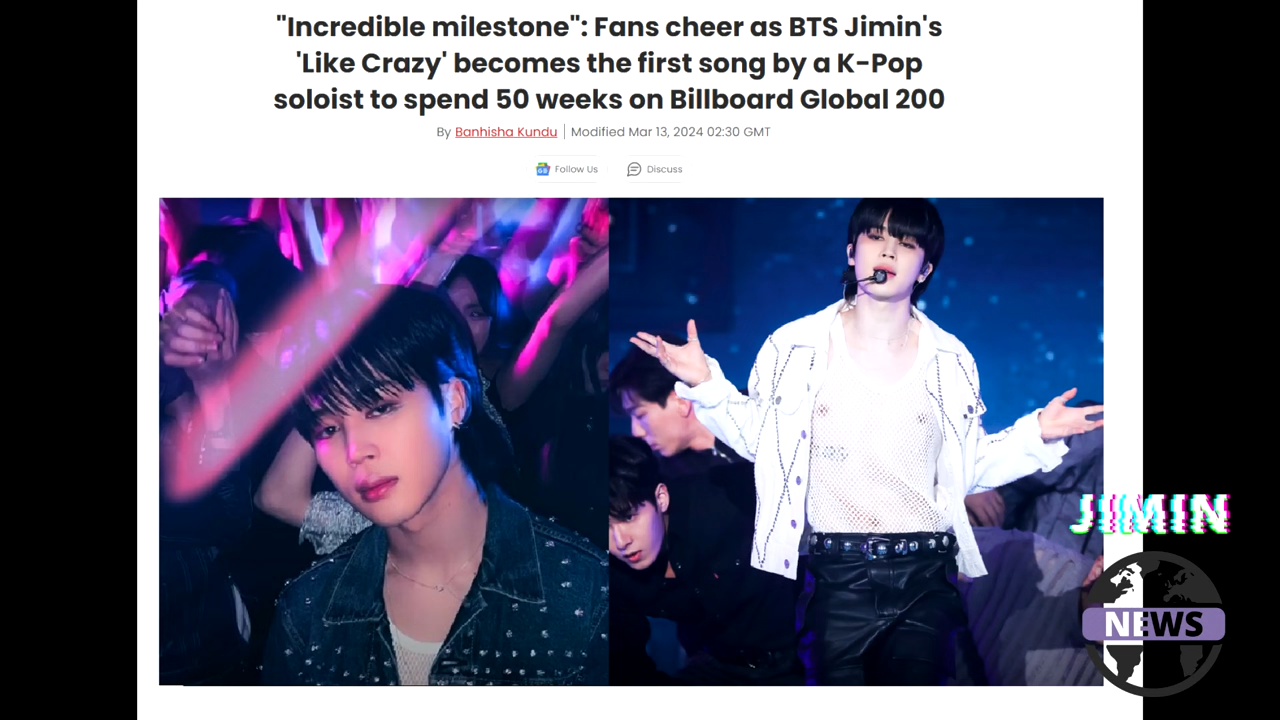 "Incredible milestone": Fans cheer as BTS Jimin's
'Like Crazy' becomes the first song by a K-Pop
soloist to spend 50 weeks on Billboard Global 200
By Banhisha Kundu | Modified Mar 13, 2024 02:30 GMT
Follow Us Discuss
JIMIN
NEWS